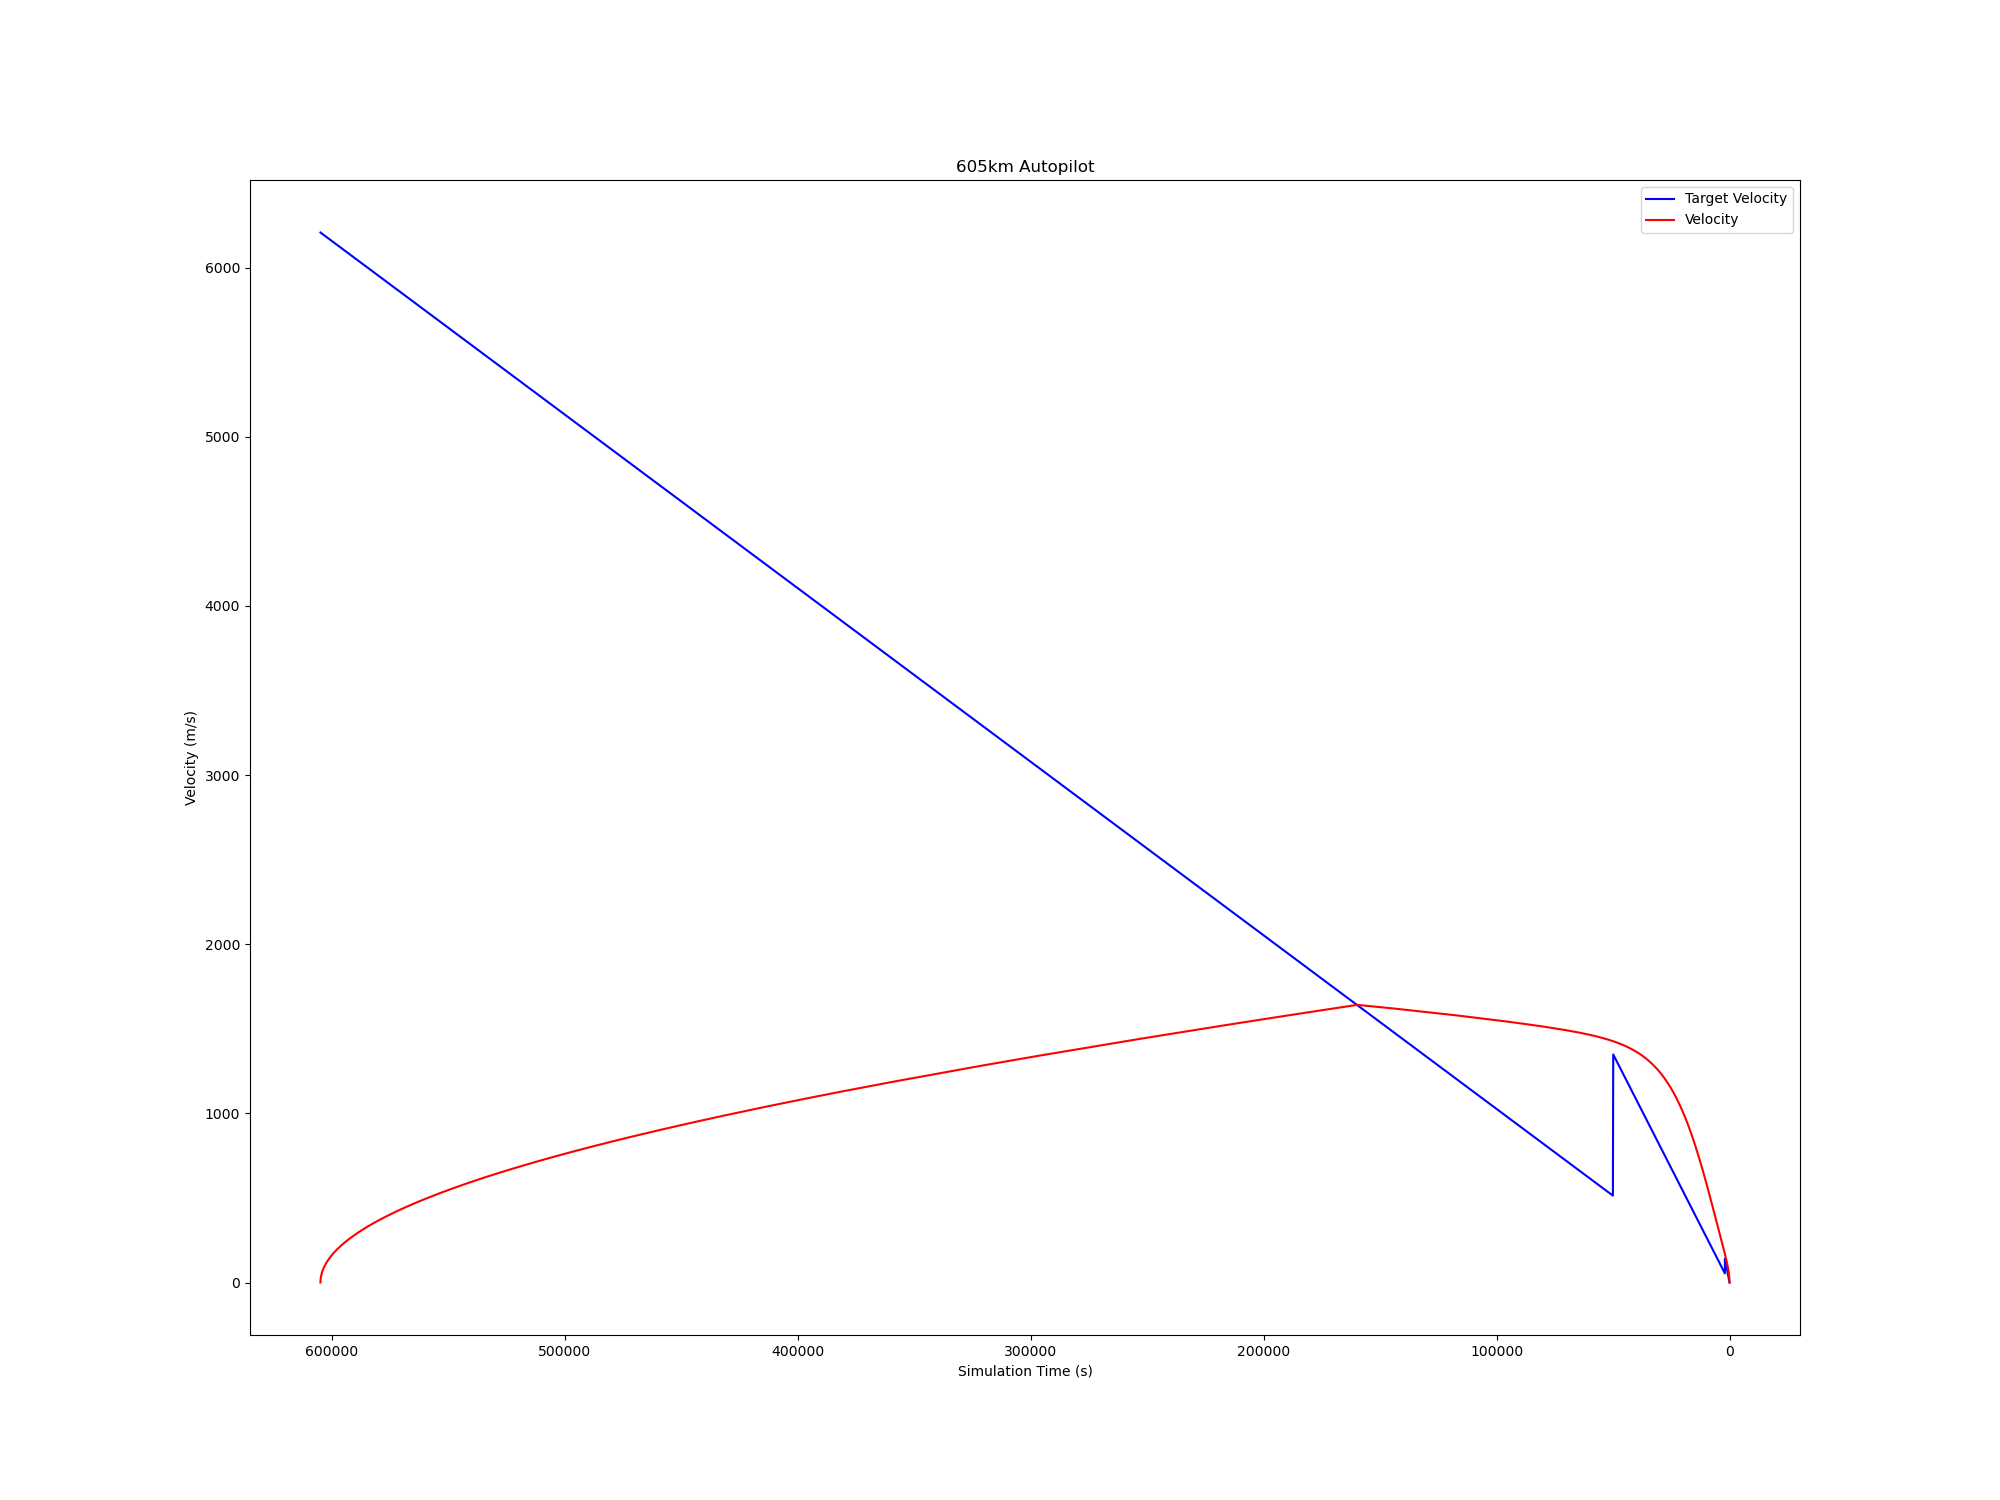 605km Autopilot
Target Velocity
Velocity
Velocity (m/s)
6000
5000
4000
3000
2000
1000
0
600000 500000 400000 300000 200000 100000 0
Simulation Time (s)